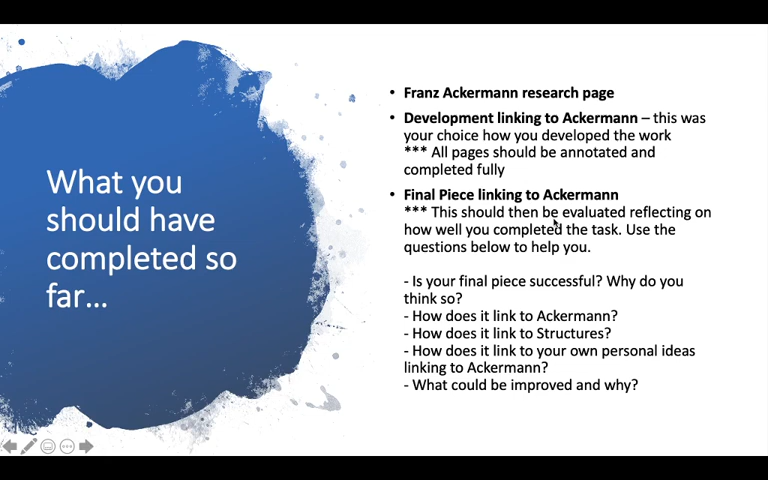 What you
should have
completed so
far...
• Franz Ackermann research page
• Development linking to Ackermann – this was
your choice how you developed the work
*** All pages should be annotated and
completed fully
• Final Piece linking to Ackermann
*** This should then be evaluated reflecting on
how well you completed the task. Use the
questions below to help you.
- Is your final piece successful? Why do you
think so?
- How does it link to Ackermann?
- How does it link to Structures?
- How does it link to your own personal ideas
linking to Ackermann?
- What could be improved and why?